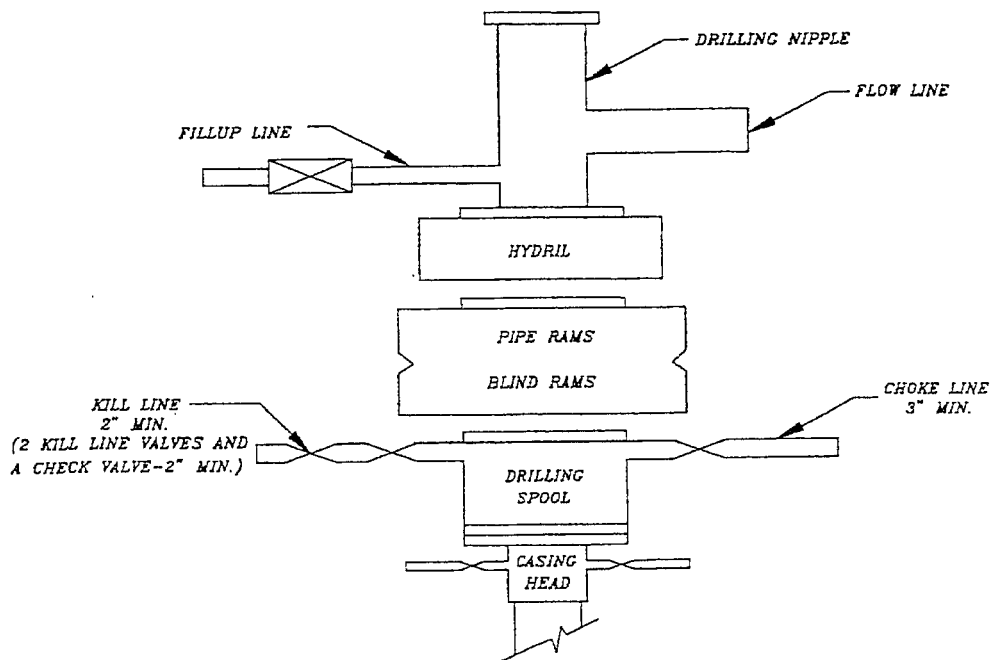 DRILLING NIPPLE
FLOW LINE
FILLUP LINE
HYDRIL
PIPE RAMS
BLIND RAMS
KILL LINE
2" MIN.
(2 KILL LINE VALVES AND
A CHECK VALVE-2" MIN.)
CHOKE LINE
3" MIN.
DRILLING
SPOOL
CASING
HEAD